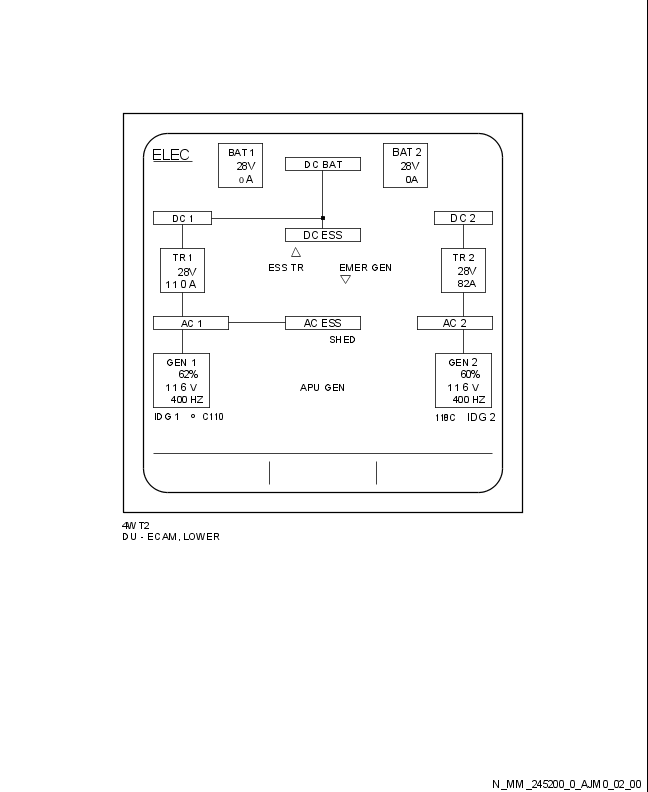 ELEC
BAT 1
28V
0 A
DC BAT
BAT 2
28V
0A
DC 1
DC ESS
DC 2
TR 1
28V
110A
ESS TR
EMER GEN
TR 2
28V
82A
AC 1
AC ESS
AC 2
SHED
GEN 1
62%
116 V
400 HZ
APU GEN
GEN 2
60%
116 V
400 HZ
IDG 1 ° C110
118C IDG 2
4WT2
DU - ECAM, LOWER
N_MM_245200_0_AJM0_02_00